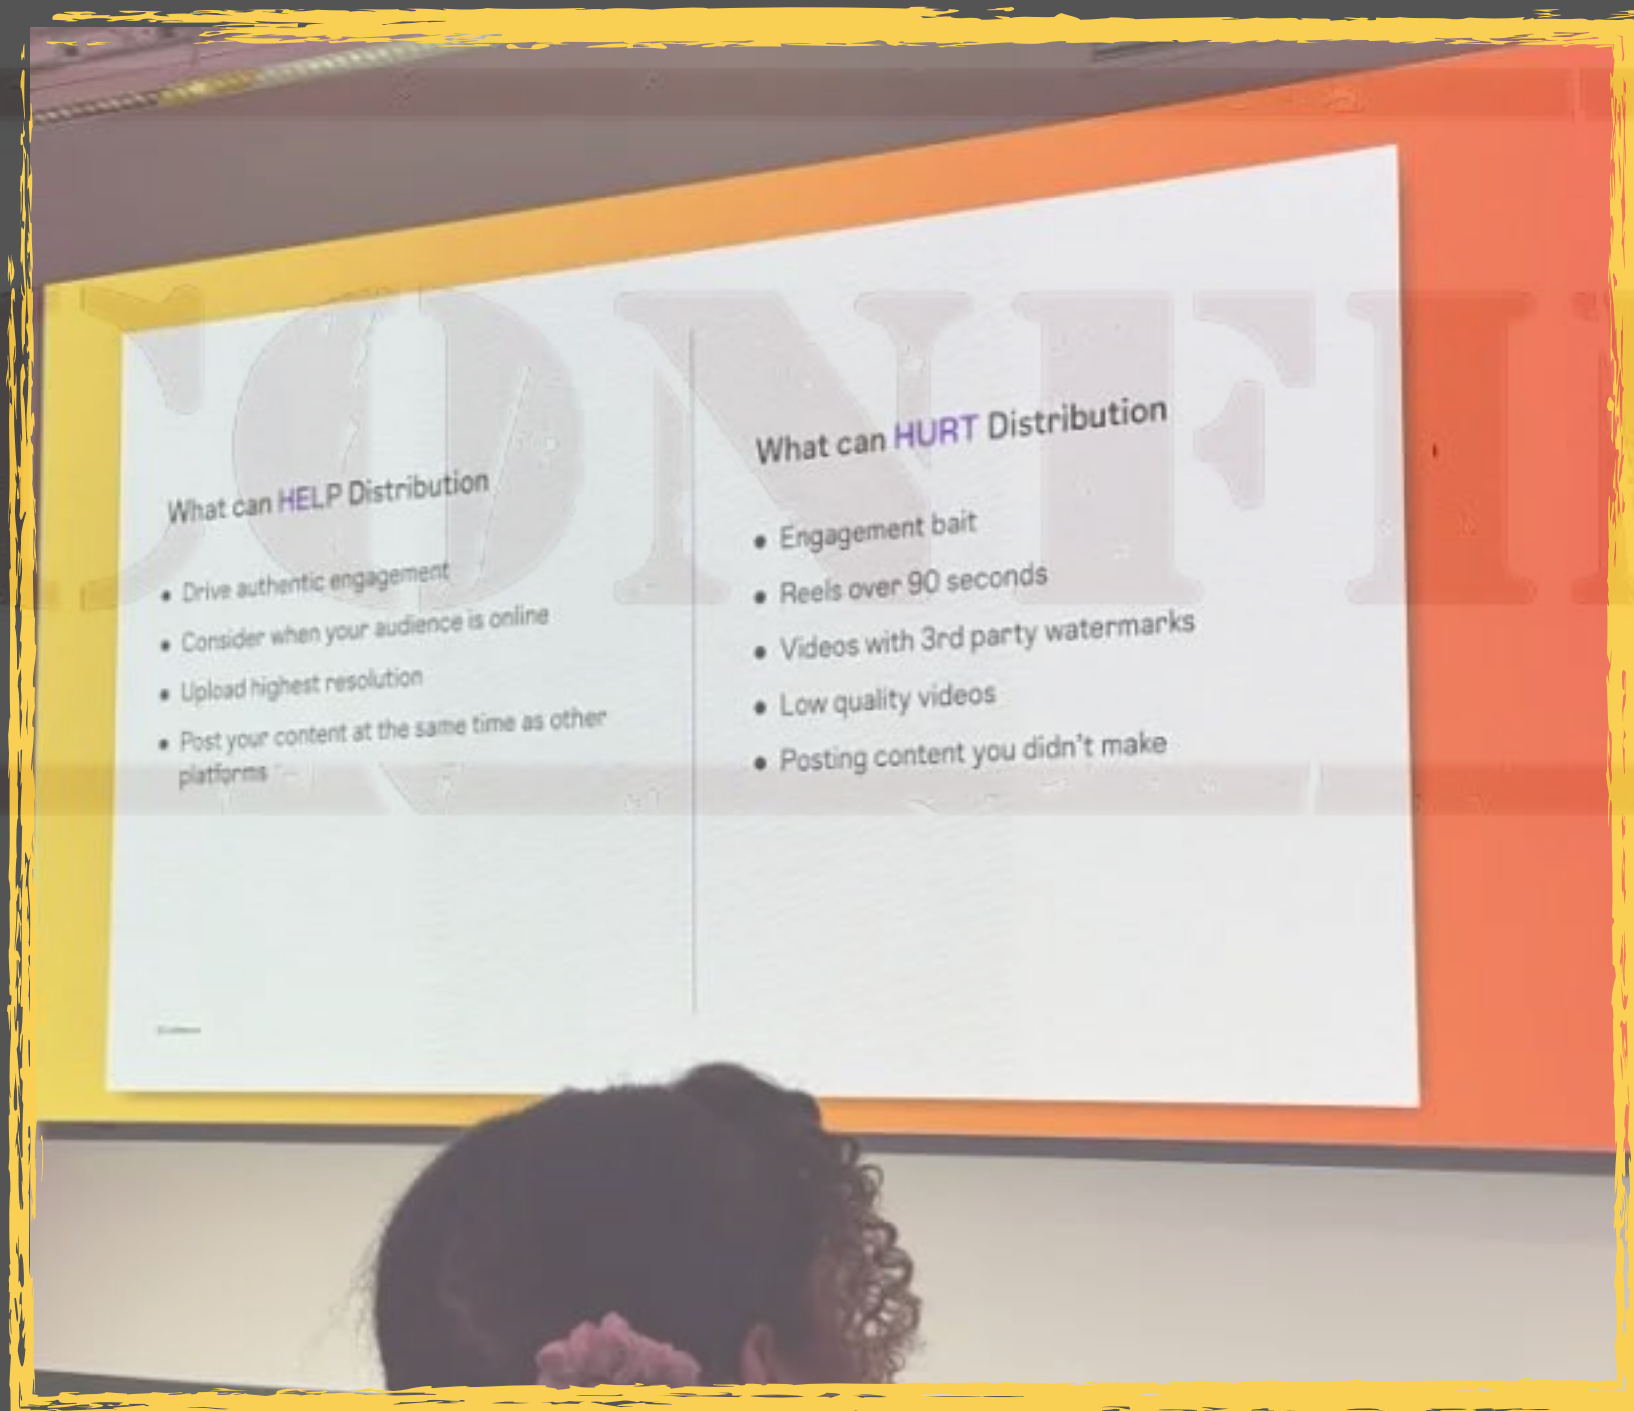 What can HELP Distribution
Drive authentic engagement
Consider when your audience is online
Upload highest resolution
Post your content at the same time as other
platforms
What can HURT Distribution
Engagement bait
Reels over 90 seconds
Videos with 3rd party watermarks
Low quality videos
Posting content you didn't make
CONFI